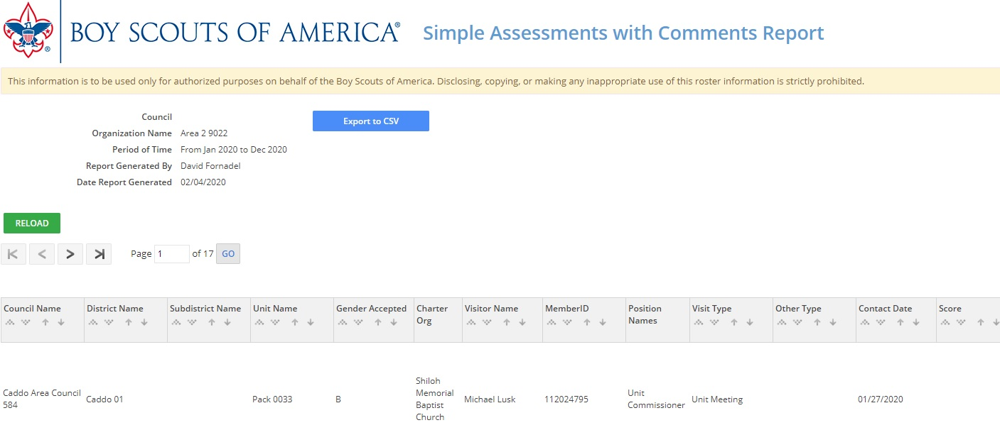 BOY SCOUTS OF AMERICA® Simple Assessments with Comments Report
This information is to be used only for authorized purposes on behalf of the Boy Scouts of America. Disclosing, copying, or making any inappropriate use of this roster information is strictly prohibited.
Council
Export to CSV
Organization Name Area 2 9022
Period of Time From Jan 2020 to Dec 2020
Report Generated By David Fornadel
Date Report Generated 02/04/2020
RELOAD
Page 1 of 17 GO
Council Name District Name Subdistrict Name Unit Name Gender Accepted Charter Org Visitor Name MemberID Position Names Visit Type Other Type Contact Date Score
Caddo Area Council 584 Caddo 01 Pack 0033 B Shiloh Memorial Baptist Church Michael Lusk 112024795 Unit Commissioner Unit Meeting 01/27/2020